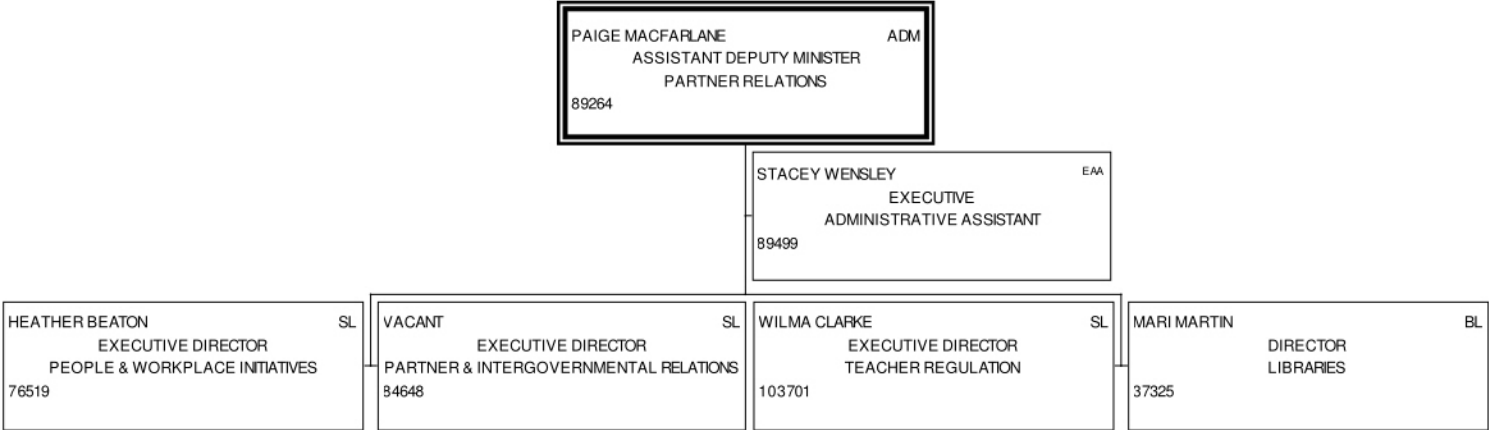 PAIGE MACFARLANE ADM
ASSISTANT DEPUTY MINISTER
PARTNER RELATIONS
89264
STACEY WENSLEY EAA
EXECUTIVE
ADMINISTRATIVE ASSISTANT
89499
HEATHER BEATON SL
EXECUTIVE DIRECTOR
PEOPLE & WORKPLACE INITIATIVES
76519
VACANT SL
EXECUTIVE DIRECTOR
PARTNER & INTERGOVERNMENTAL RELATIONS
84648
WILMA CLARKE SL
EXECUTIVE DIRECTOR
TEACHER REGULATION
103701
MARI MARTIN BL
DIRECTOR
LIBRARIES
37325